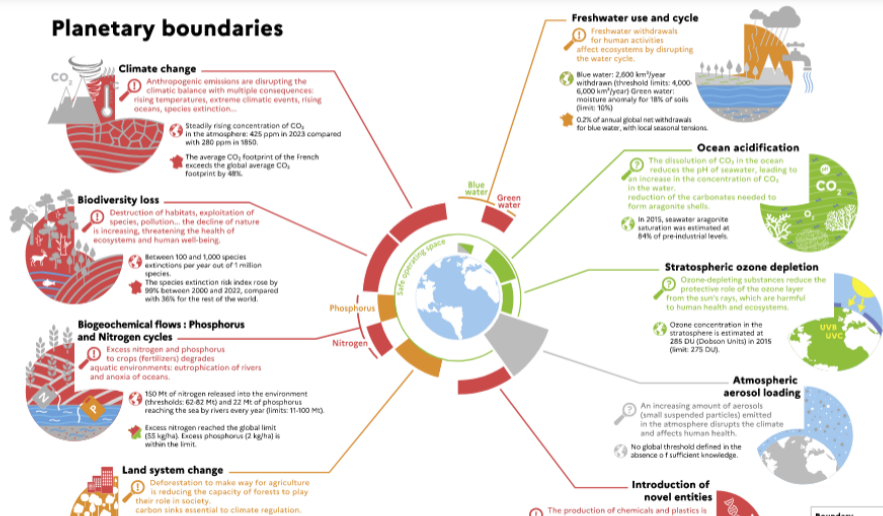 Planetary boundaries
Climate change
CO₂
Anthropogenic emissions are disrupting the
climatic balance with multiple consequences:
rising temperatures, extreme climatic events, rising
oceans, species extinction...
Steadily rising concentration of CO₂
in the atmosphere: 425 ppm in 2023 compared
with 280 ppm in 1850.
The average CO₂ footprint of the French
exceeds the global average CO₂
footprint by 48%.
Biodiversity loss
Destruction of habitats, exploitation of
species, pollution... the decline of nature
is increasing, threatening the health of
ecosystems and human well-being.
Between 100 and 1,000 species
extinctions per year out of 1 million
species.
The species extinction risk index rose by
98% between 2000 and 2022, compared
with 36% for the rest of the world.
Biogeochemical flows : Phosphorus
and Nitrogen cycles
Excess nitrogen and phosphorus
to crops (fertilizers) degrades
aquatic environments: eutrophication of rivers
and anoxia of oceans.
N
P
150 Mt of nitrogen released into the environment
(thresholds: 62-82 Mt) and 22 Mt of phosphorus
reaching the sea by rivers every year (limits: 11-100 Mt).
Excess nitrogen reached the global limit
(55 kg/ha). Excess phosphorus (2 kg/ha) is
within the limit.
Land system change
Deforestation to make way for agriculture
is reducing the capacity of forests to play
their role in society.
carbon sinks essential to climate regulation.
Blue
water
Green
water
Safe operating space
Phosphorus
Nitrogen
Freshwater use and cycle
Freshwater withdrawals
for human activities
affect ecosystems by disrupting
the water cycle.
Blue water: 2,600 km³/year
withdrawn (threshold limits: 4,000-
6,000 km³/year) Green water:
moisture anomaly for 18% of soils
(limit: 10%)
0.2% of annual global net withdrawals
for blue water, with local seasonal tensions.
Ocean acidification
The dissolution of CO₂ in the ocean
reduces the pH of seawater, leading to
an increase in the concentration of CO₂
in the water.
reduction of the carbonates needed to
form aragonite shells.
In 2015, seawater aragonite
saturation was estimated at
84% of pre-industrial levels.
pH
CO₂
O₂
Stratospheric ozone depletion
Ozone-depleting substances reduce the
protective role of the ozone layer
from the sun's rays, which are harmful
to human health and ecosystems.
Ozone concentration in the
stratosphere is estimated at
285 DU (Dobson Units) in 2015
(limit: 275 DU).
UVB
UVC
Atmospheric
aerosol loading
An increasing amount of aerosols
(small suspended particles) emitted
in the atmosphere disrupts the climate
and affects human health.
No global threshold defined in the
absence of sufficient knowledge.
Introduction of
novel entities
The production of chemicals and plastics is
Boundary